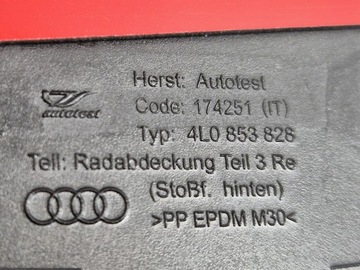 Herst: Autotest
autotest
Code: 174251 (IT)
Typ: 4L0 853 828
Teil: Radabdeckung Teil 3 Re
(Stoßf. hinten)
>PP EPDM M30<